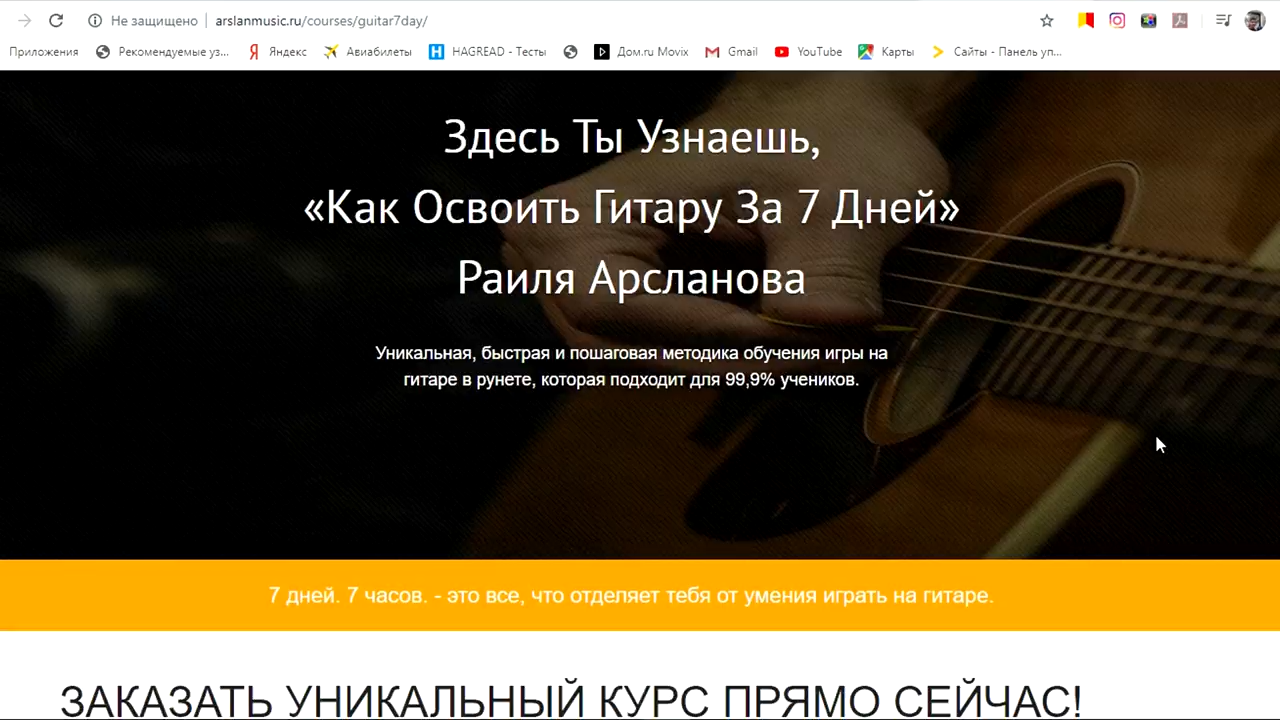 Не защищено
arslanmusic.ru/courses/guitar7day/
Приложения
Рекомендуемые уз...
Яндекс
Авиабилеты
HAGREAD - Тесты
Дом.ru Movix
Gmail
YouTube
Карты
Сайты - Панель уп...
Здесь Ты Узнаешь,
«Как Освоить Гитару За 7 Дней»
Раиля Арсланова
Уникальная, быстрая и пошаговая методика обучения игры на
гитаре в рунете, которая подходит для 99,9% учеников.
7 дней. 7 часов. - это все, что отделяет тебя от умения играть на гитаре.
ЗАКАЗАТЬ УНИКАЛЬНЫЙ КУРС ПРЯМО СЕЙЧАС!